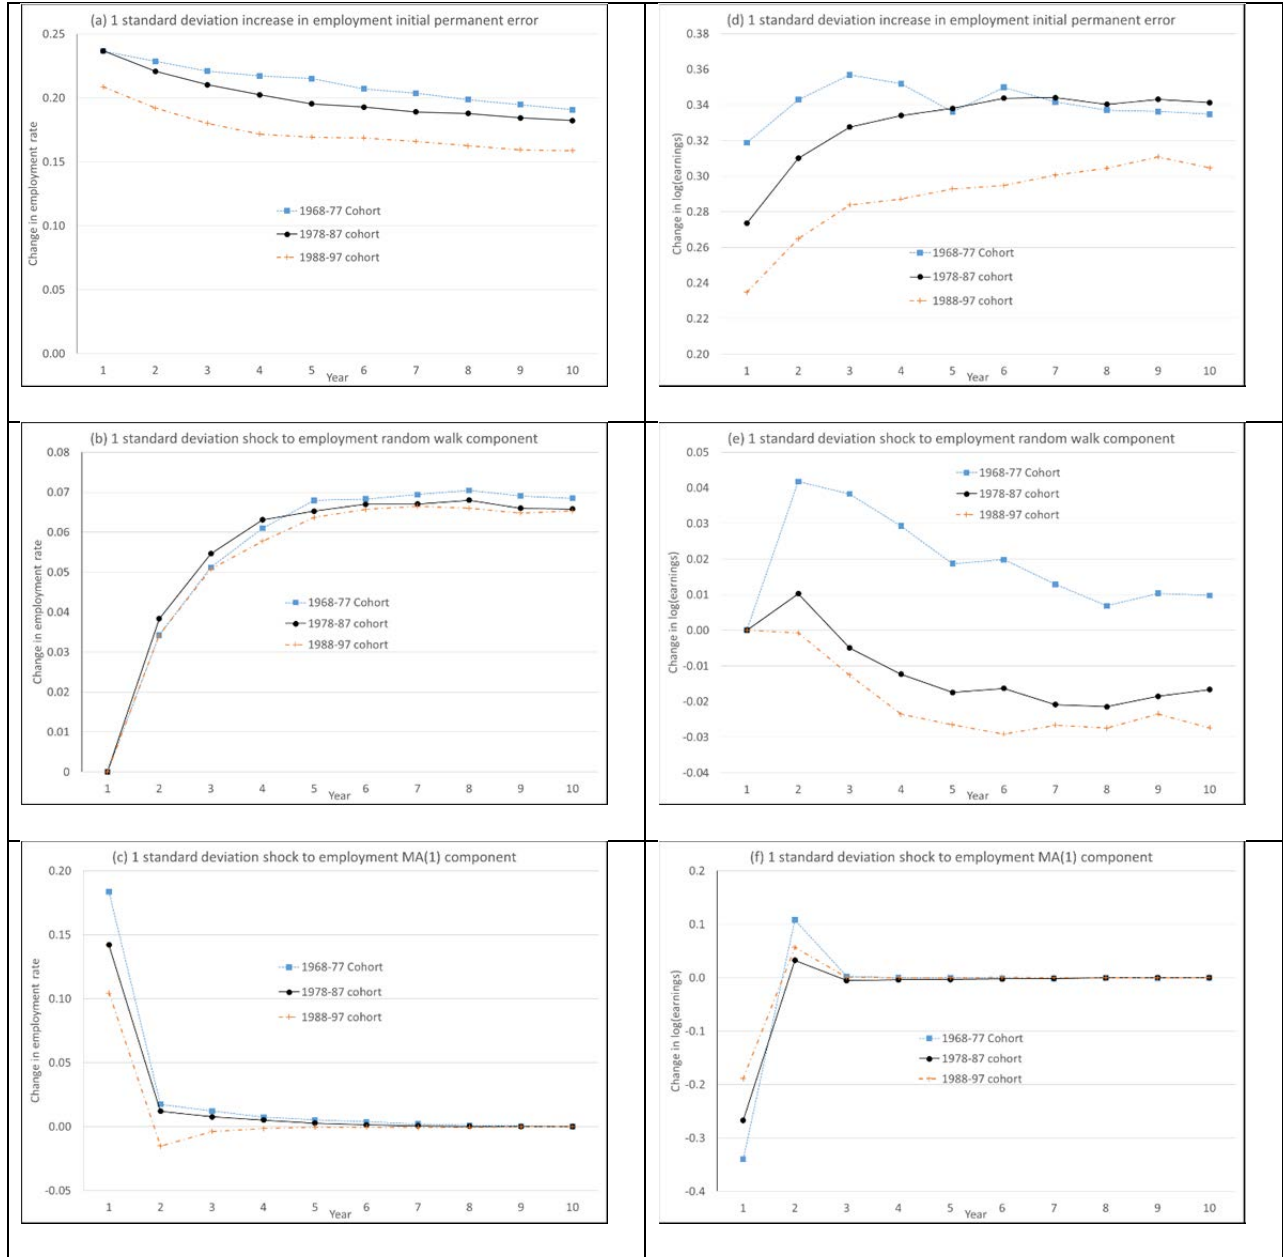 (a) 1 standard deviation increase in employment initial permanent error
0.25
0.20
0.15
0.10
0.05
0.00
Change in employment rate
1968-77 Cohort
1978-87 cohort
1988-97 cohort
1 2 3 4 5 6 7 8 9 10
Year
(d) 1 standard deviation increase in employment initial permanent error
0.38
0.36
0.34
0.32
0.30
0.28
0.26
0.24
0.22
0.20
Change in log(earnings)
1968-77 Cohort
1978-87 cohort
1988-97 cohort
1 2 3 4 5 6 7 8 9 10
Year
(b) 1 standard deviation shock to employment random walk component
0.08
0.07
0.06
0.05
0.04
0.03
0.02
0.01
0
Change in employment rate
1968-77 Cohort
1978-87 cohort
1988-97 cohort
1 2 3 4 5 6 7 8 9 10
Year
(e) 1 standard deviation shock to employment random walk component
0.05
0.04
0.03
0.02
0.01
0.00
-0.01
-0.02
-0.03
-0.04
Change in log(earnings)
1968-77 Cohort
1978-87 cohort
1988-97 cohort
1 2 3 4 5 6 7 8 9 10
Year
(c) 1 standard deviation shock to employment MA(1) component
0.20
0.15
0.10
0.05
0.00
-0.05
Change in employment rate
1968-77 Cohort
1978-87 cohort
1988-97 cohort
1 2 3 4 5 6 7 8 9 10
Year
(f) 1 standard deviation shock to employment MA(1) component
0.2
0.1
0.0
-0.1
-0.2
-0.3
-0.4
Change in log(earnings)
1968-77 Cohort
1978-87 cohort
1988-97 cohort
1 2 3 4 5 6 7 8 9 10
Year